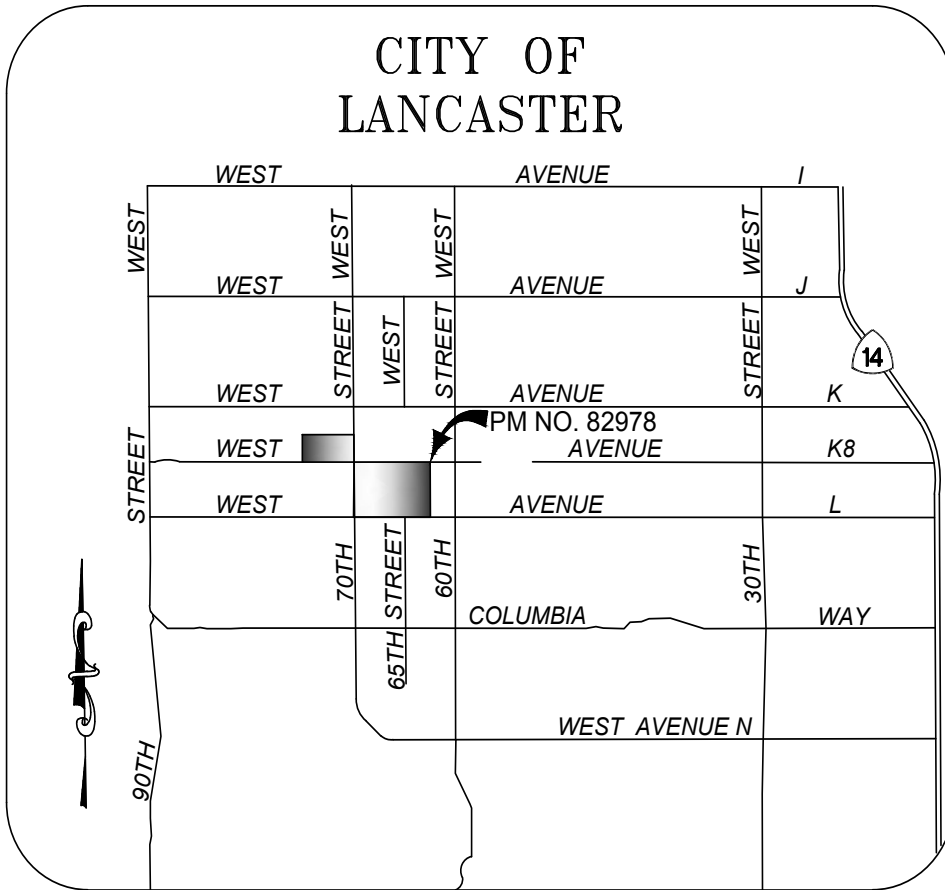 CITY OF
LANCASTER
WEST AVENUE I
WEST
WEST
WEST
WEST
WEST AVENUE J
STREET
WEST
STREET
STREET
WEST AVENUE K
PM NO. 82978
WEST AVENUE K8
STREET
WEST AVENUE L
70TH
65TH STREET
60TH
30TH
COLUMBIA WAY
WEST AVENUE N
90TH
14